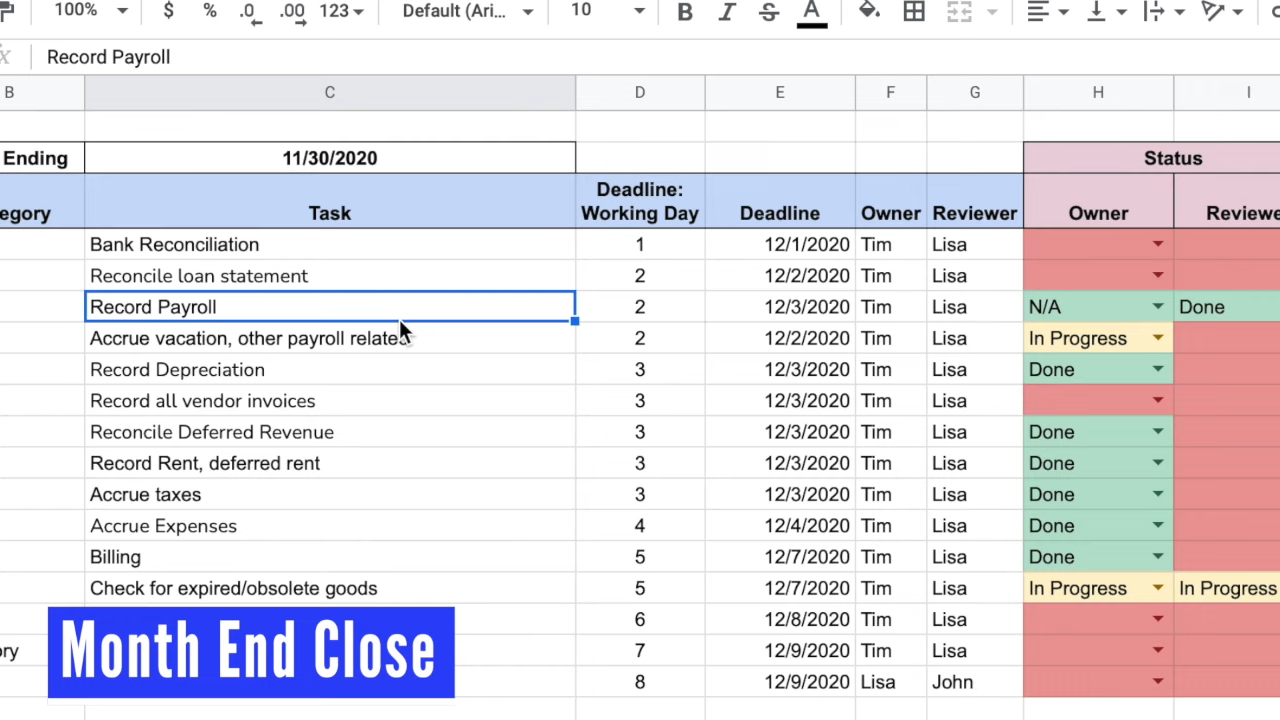 100% $ % .0 .00 123 Default (Ari... 10 B I S A
Record Payroll
B C D E F G H I
Ending 11/30/2020 Status
egory Task Deadline: Working Day Deadline Owner Reviewer Owner Reviewe
Bank Reconciliation 1 12/1/2020 Tim Lisa
Reconcile loan statement 2 12/2/2020 Tim Lisa
Record Payroll 2 12/3/2020 Tim Lisa N/A Done
Accrue vacation, other payroll related 2 12/2/2020 Tim Lisa In Progress
Record Depreciation 3 12/3/2020 Tim Lisa Done
Record all vendor invoices 3 12/3/2020 Tim Lisa
Reconcile Deferred Revenue 3 12/3/2020 Tim Lisa Done
Record Rent, deferred rent 3 12/3/2020 Tim Lisa Done
Accrue taxes 3 12/3/2020 Tim Lisa Done
Accrue Expenses 4 12/4/2020 Tim Lisa Done
Billing 5 12/7/2020 Tim Lisa Done
Check for expired/obsolete goods 5 12/7/2020 Tim Lisa In Progress In Progress
6 12/8/2020 Tim Lisa
ory 7 12/9/2020 Tim Lisa
8 12/9/2020 Lisa John
Month End Close